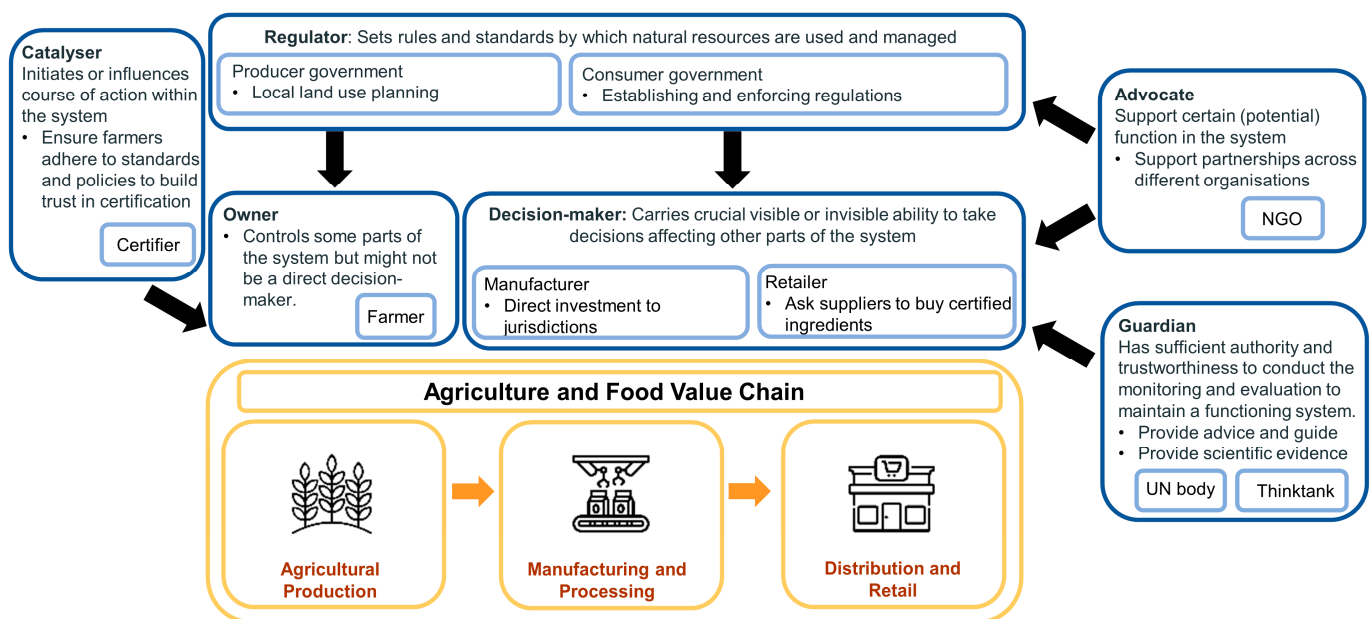 Catalyser
Initiates or influences
course of action within
the system
• Ensure farmers
adhere to standards
and policies to build
trust in certification
Certifier
Regulator: Sets rules and standards by which natural resources are used and managed
Producer government
• Local land use planning
Consumer government
• Establishing and enforcing regulations
Advocate
Support certain (potential)
function in the system
• Support partnerships across
different organisations
NGO
Owner
• Controls some parts of
the system but might not
be a direct decision-
maker.
Farmer
Decision-maker: Carries crucial visible or invisible ability to take
decisions affecting other parts of the system
Manufacturer
• Direct investment to
jurisdictions
Retailer
• Ask suppliers to buy certified
ingredients
Guardian
Has sufficient authority and
trustworthiness to conduct the
monitoring and evaluation to
maintain a functioning system.
• Provide advice and guide
• Provide scientific evidence
UN body
Thinktank
Agriculture and Food Value Chain
Agricultural
Production
Manufacturing and
Processing
Distribution and
Retail